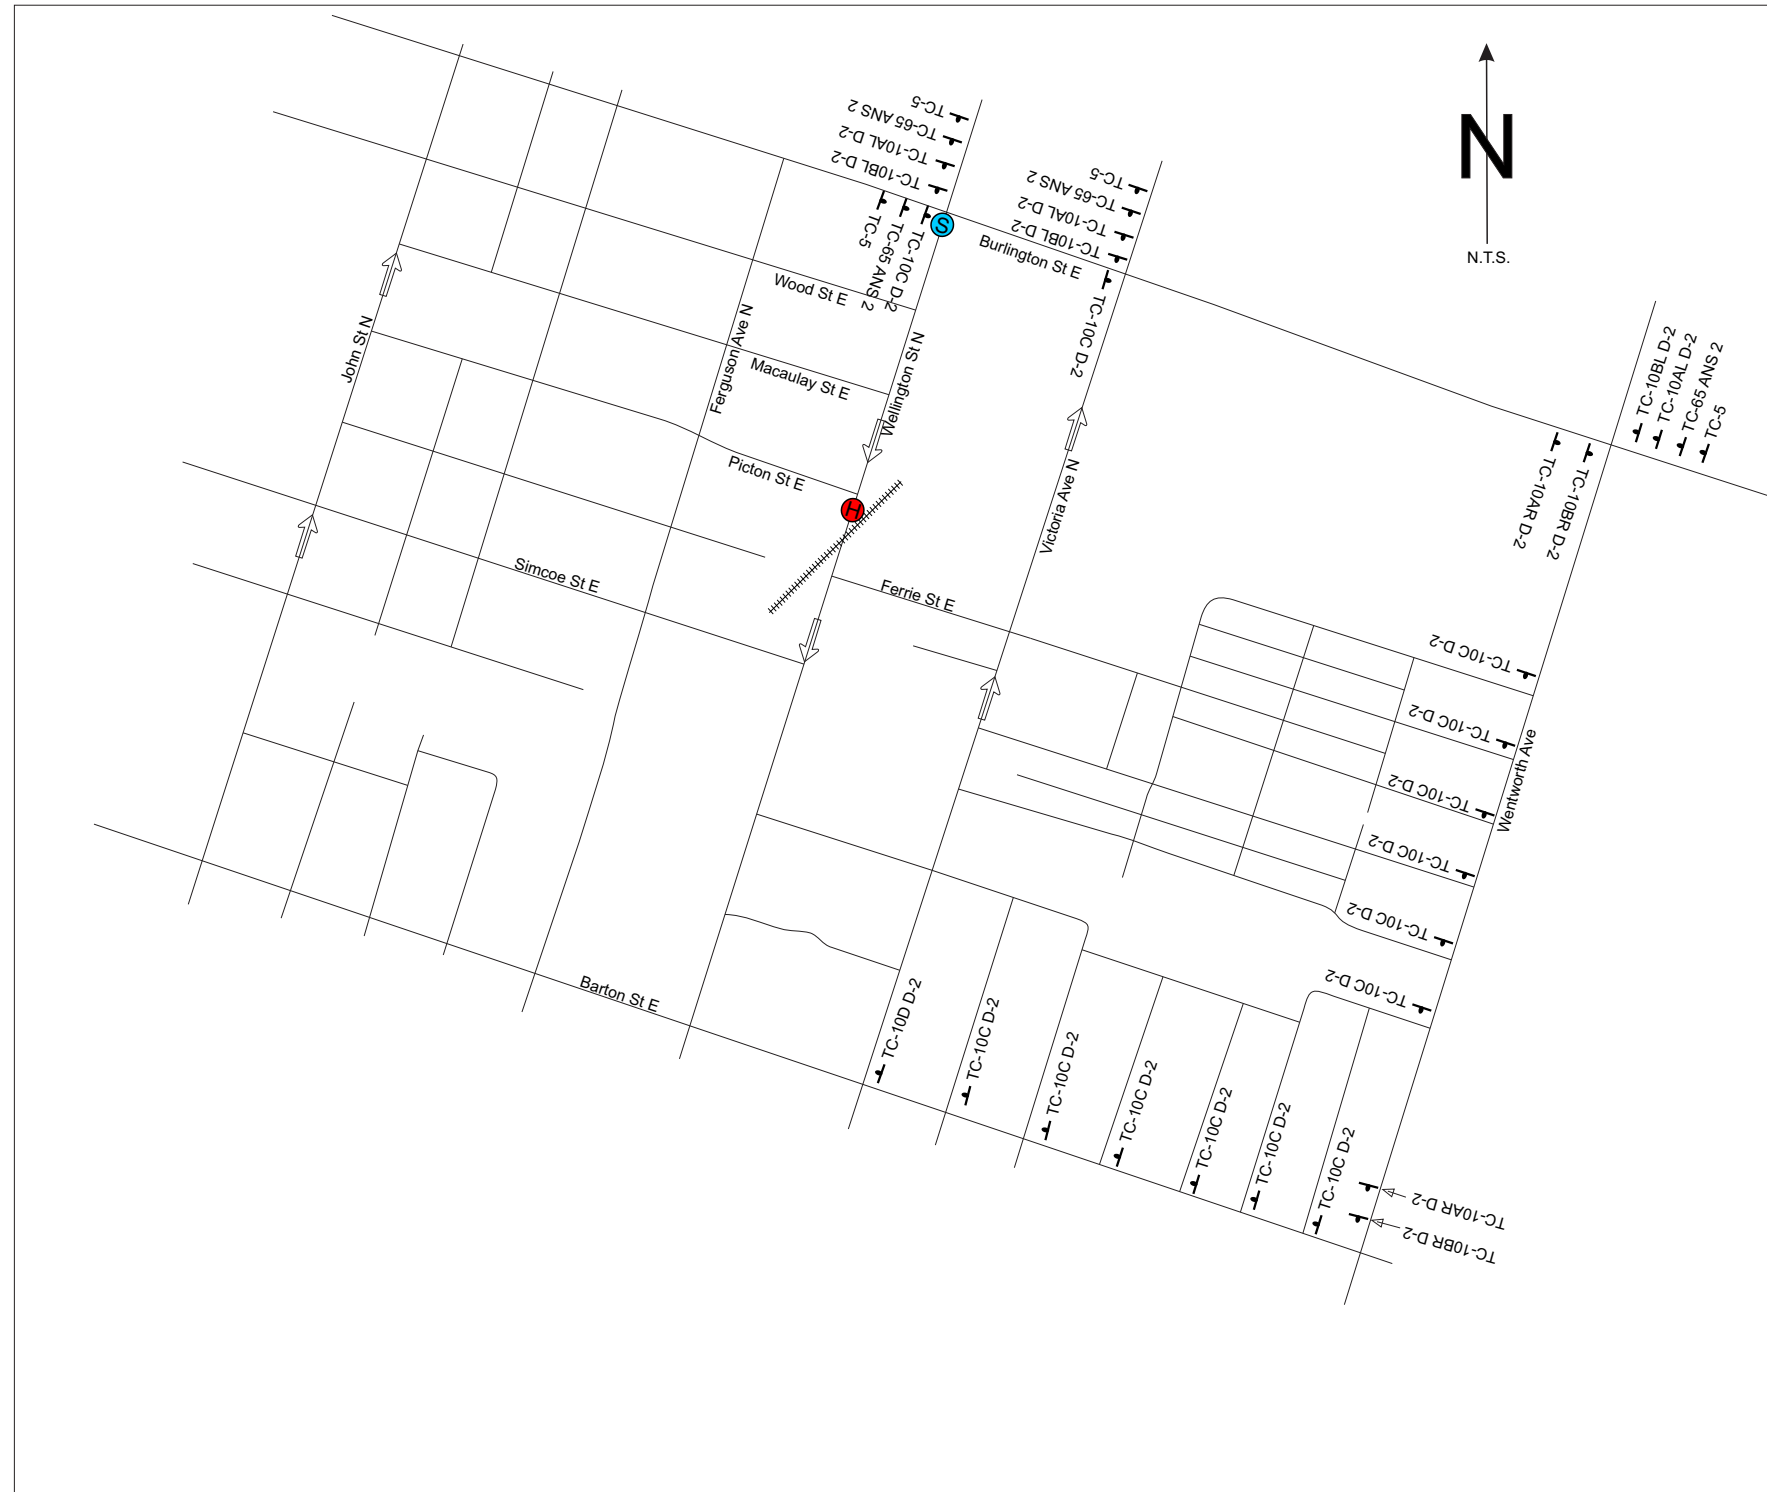 N
N.T.S.
TC-5
TC-65 ANS 2
TC-10AL D-2
TC-10BL D-2
TC-5
TC-65 ANS 2
TC-10C D-2
S
TC-5
TC-65 ANS 2
TC-10AL D-2
TC-10BL D-2
TC-10C D-2
Burlington St E
TC-10BL D-2
TC-10AL D-2
TC-65 ANS 2
TC-5
TC-10AR D-2
TC-10BR D-2
Wood St E
John St N
Ferguson Ave N
Macaulay St E
Wellington St N
Picton St E
Victoria Ave N
H
Simcoe St E
Ferrie St E
TC-10C D-2
TC-10C D-2
TC-10C D-2
TC-10C D-2
TC-10C D-2
TC-10C D-2
Wentworth Ave
Barton St E
TC-10D D-2
TC-10C D-2
TC-10C D-2
TC-10C D-2
TC-10C D-2
TC-10C D-2
TC-10C D-2
TC-10AR D-2
TC-10BR D-2